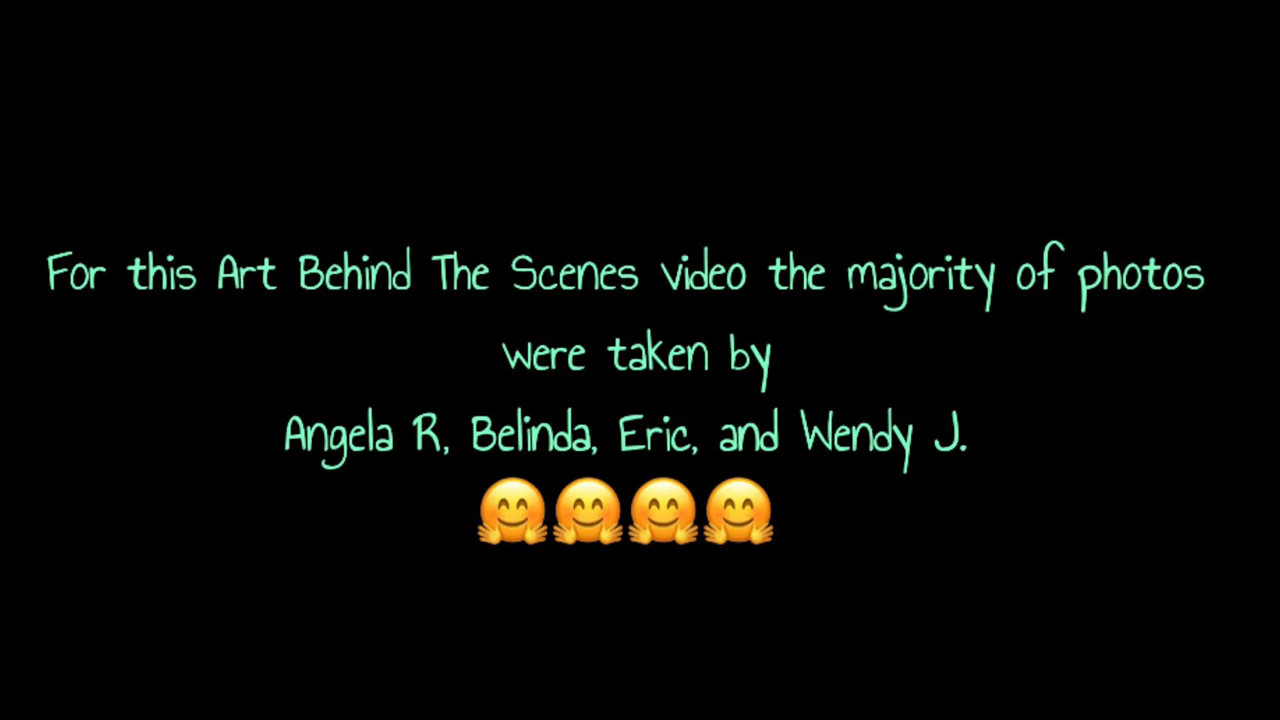 For this Art Behind The Scenes video the majority of photos
were taken by
Angela R, Belinda, Eric, and Wendy J.
🤗🤗🤗🤗